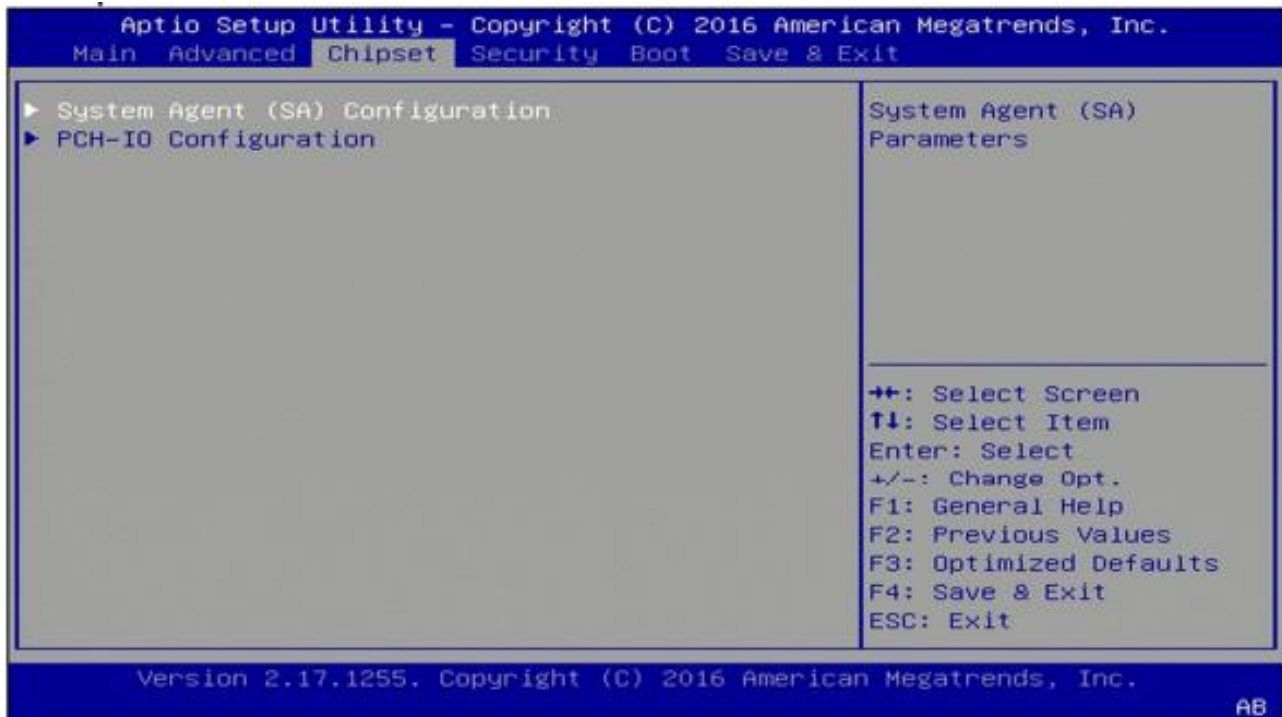 Aptio Setup Utility – Copyright (C) 2016 American Megatrends, Inc.
Main Advanced Chipset Security Boot Save & Exit
► System Agent (SA) Configuration
► PCH-IO Configuration
System Agent (SA)
Parameters
→←: Select Screen
↑↓: Select Item
Enter: Select
+/-: Change Opt.
F1: General Help
F2: Previous Values
F3: Optimized Defaults
F4: Save & Exit
ESC: Exit
Version 2.17.1255. Copyright (C) 2016 American Megatrends, Inc.
AB